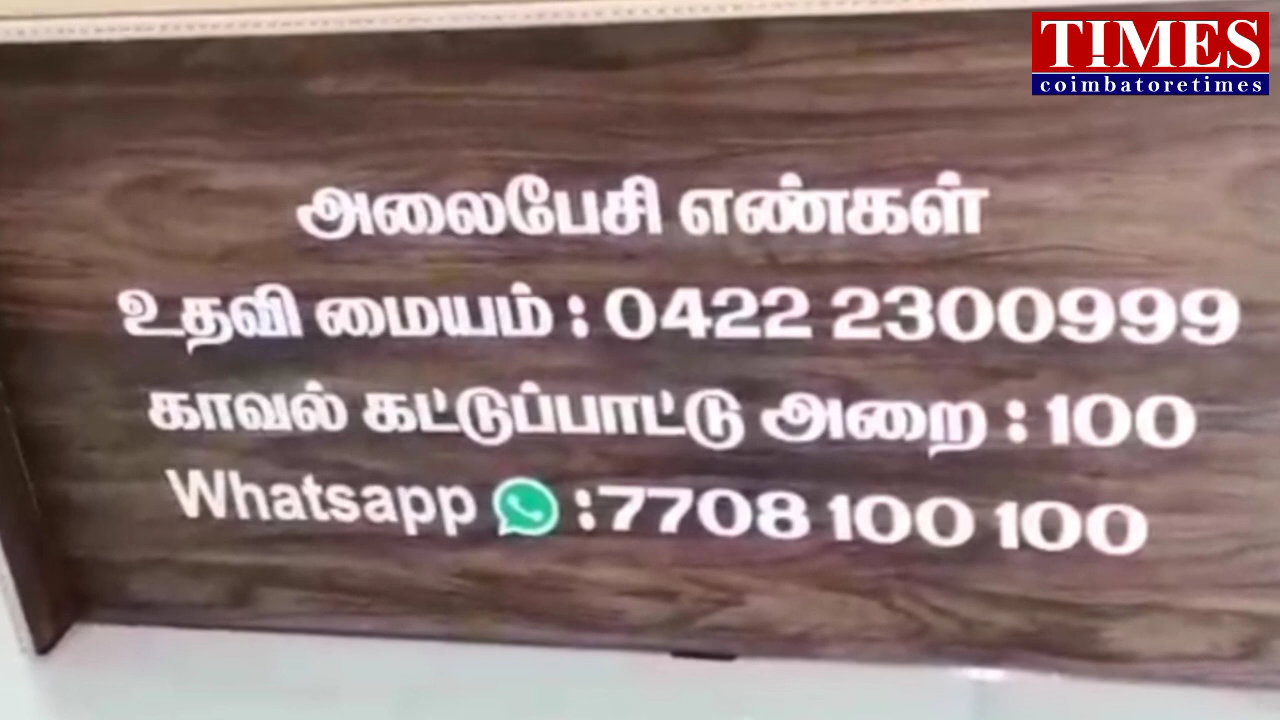 TIMES
coimbatoretimes
அலைபேசி எண்கள்
உதவி மையம் : 0422 2300999
காவல் கட்டுப்பாட்டு அறை : 100
Whatsapp :7708 100 100